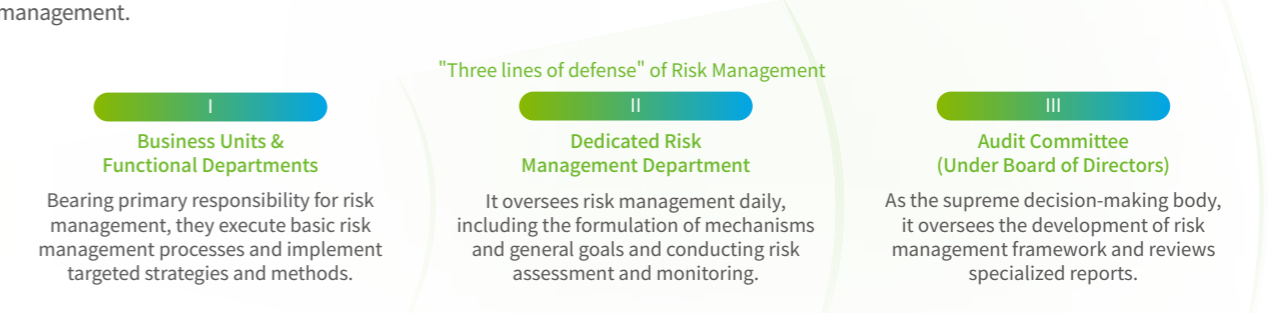 management.
"Three lines of defense" of Risk Management
I
Business Units &
Functional Departments
Bearing primary responsibility for risk
management, they execute basic risk
management processes and implement
targeted strategies and methods.
II
Dedicated Risk
Management Department
It oversees risk management daily,
including the formulation of mechanisms
and general goals and conducting risk
assessment and monitoring.
III
Audit Committee
(Under Board of Directors)
As the supreme decision-making body,
it oversees the development of risk
management framework and reviews
specialized reports.